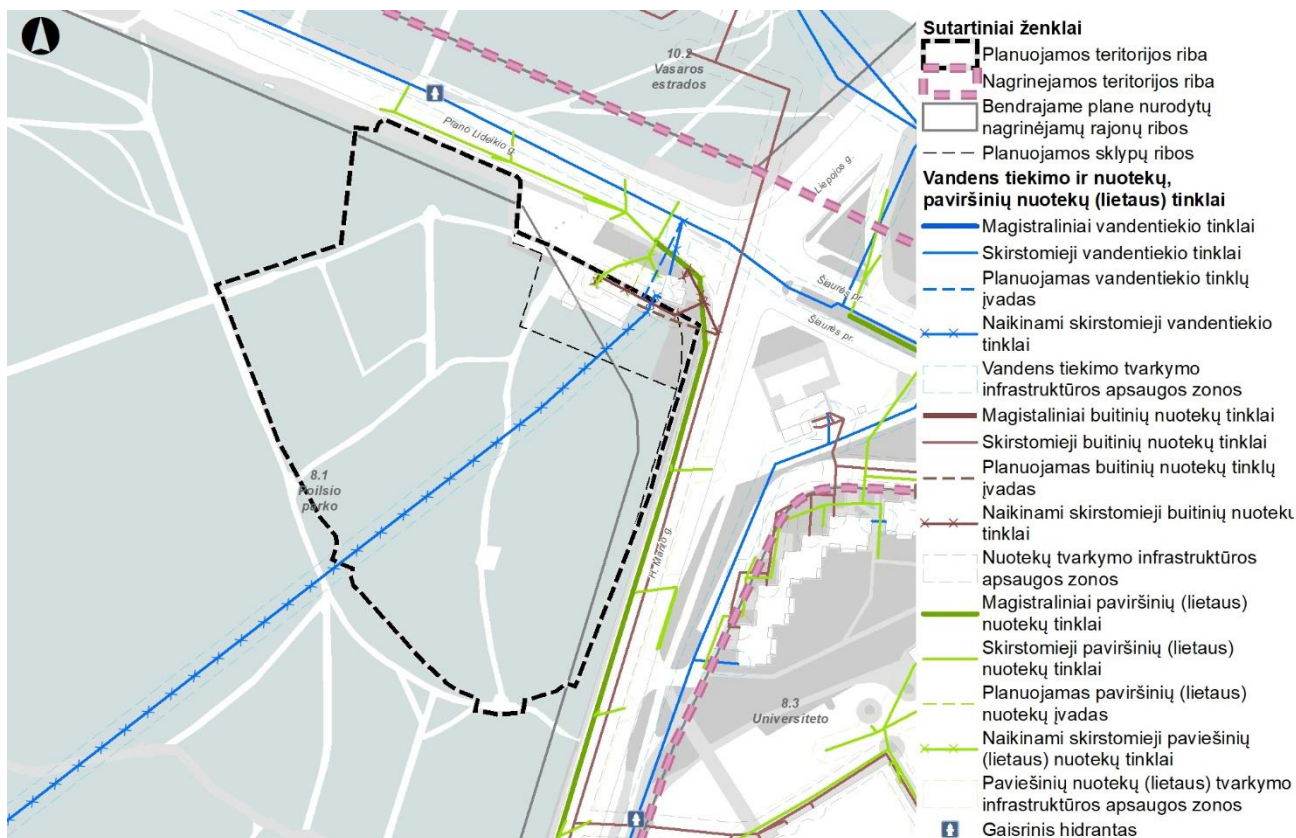 10.2
Vasaros
estrados
Plano Lideikio g.
Liepojos g.
Šiaurės pr.
Šiaurės pr.
8.1
Poilsio
parko
H. Manto g.
8.3
Universiteto
Sutartiniai ženklai
Planuojamos teritorijos riba
Nagrinejamos teritorijos riba
Bendrajame plane nurodytų
nagrinėjamų rajonų ribos
Planuojamos sklypų ribos
Vandens tiekimo ir nuotekų,
paviršinių nuotekų (lietaus) tinklai
Magistraliniai vandentiekio tinklai
Skirstomieji vandentiekio tinklai
Planuojamas vandentiekio tinklų
įvadas
Naikinami skirstomieji vandentiekio
tinklai
Vandens tiekimo tvarkymo
infrastruktūros apsaugos zonos
Magistaliniai buitinių nuotekų tinklai
Skirstomieji buitinių nuotekų tinklai
Planuojamas buitinių nuotekų tinklų
įvadas
Naikinami skirstomieji buitinių nuotekų
tinklai
Nuotekų tvarkymo infrastruktūros
apsaugos zonos
Magistraliniai paviršinių (lietaus)
nuotekų tinklai
Skirstomieji paviršinių (lietaus)
nuotekų tinklai
Planuojamas paviršinių (lietaus)
nuotekų įvadas
Naikinami skirstomieji paviešinių
(lietaus) nuotekų tinklai
Paviešinių nuotekų (lietaus) tvarkymo
infrastruktūros apsaugos zonos
Gaisrinis hidrantas